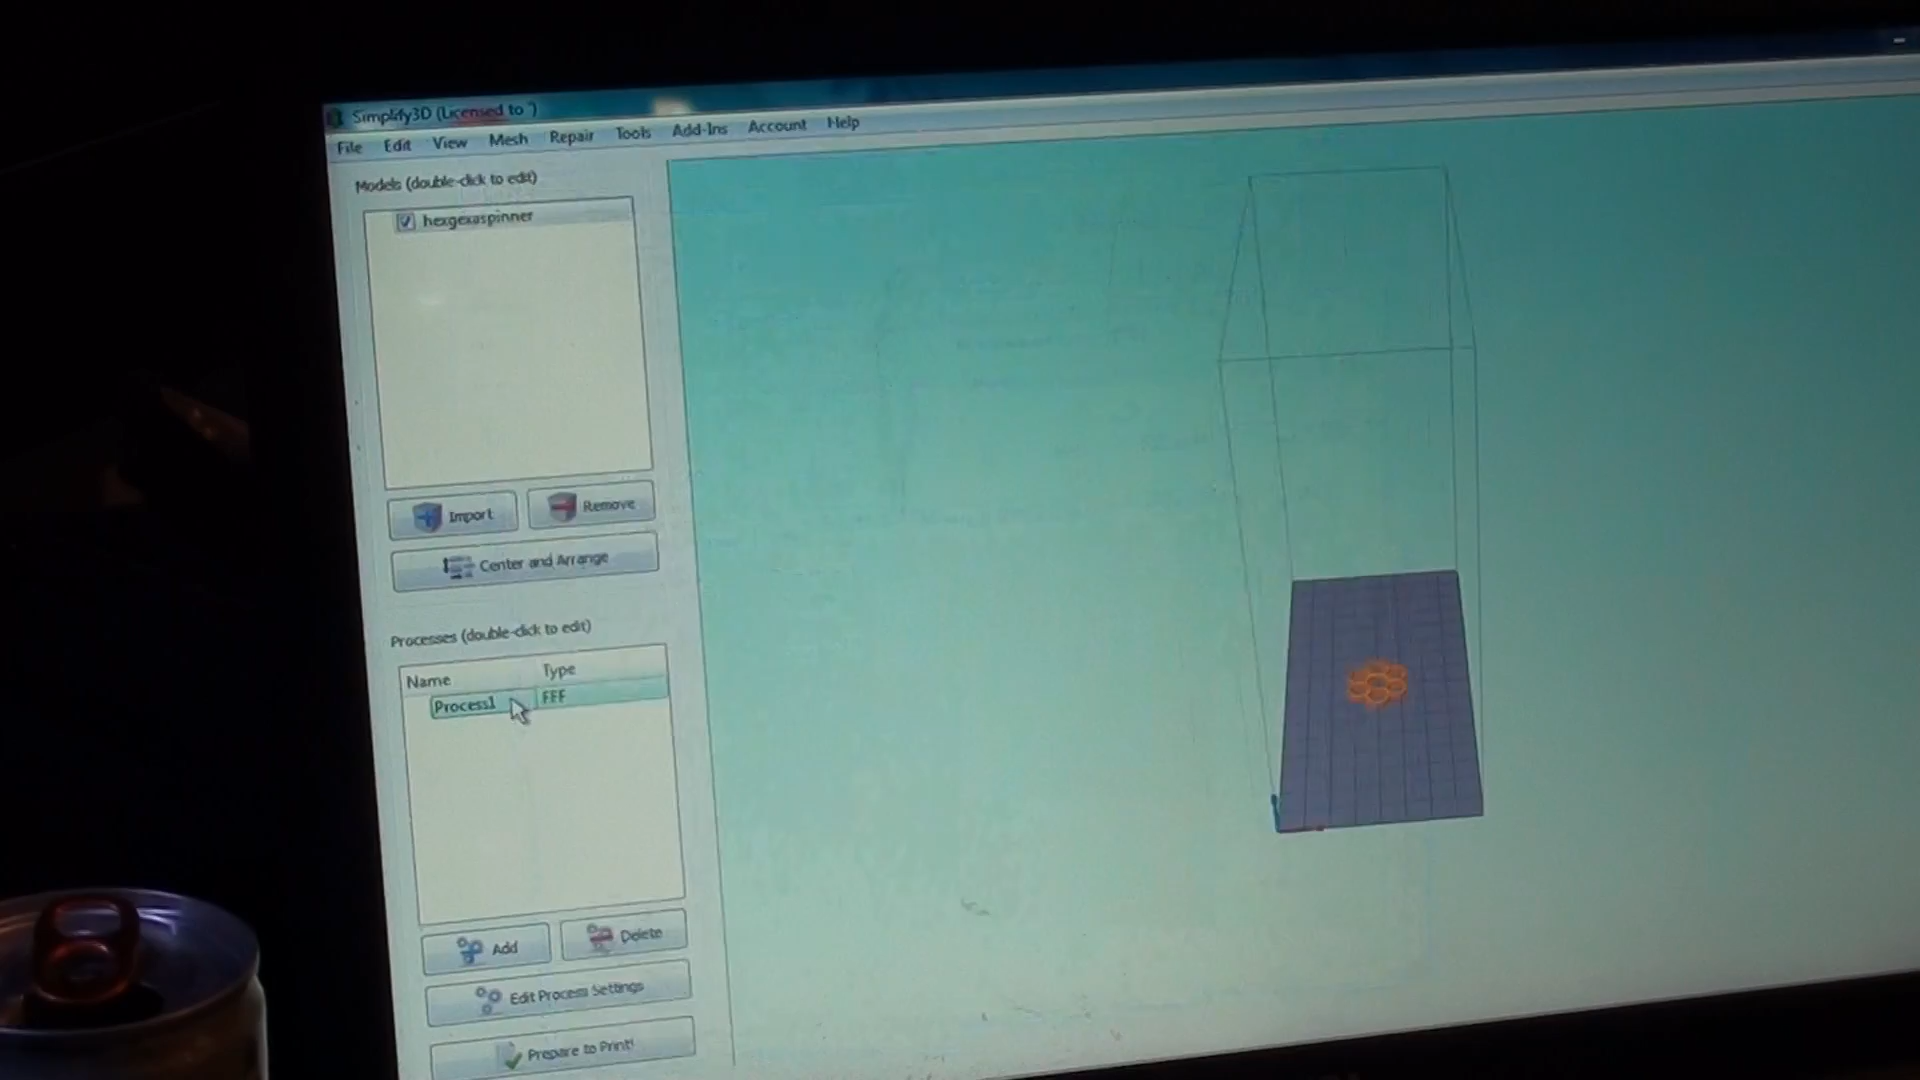 Simplify3D (Licensed to ")
File Edit View Mesh Repair Tools Add-Ins Account Help
Models (double-click to edit)
hexgexaspinner
Import Remove
Center and Arrange
Processes (double-click to edit)
Name Type
Process1 FFF
Add Delete
Edit Process Settings
Prepare to Print!